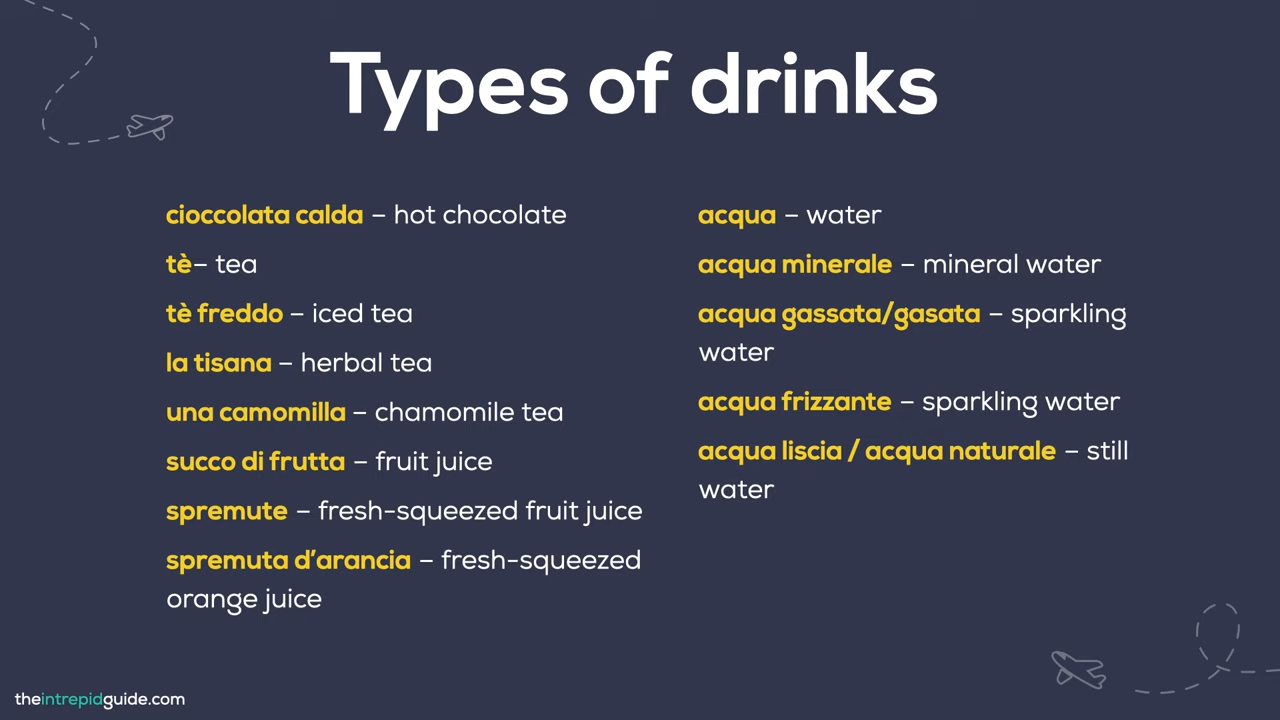 Types of drinks
cioccolata calda – hot chocolate
tè– tea
tè freddo – iced tea
la tisana – herbal tea
una camomilla – chamomile tea
succo di frutta – fruit juice
spremute – fresh-squeezed fruit juice
spremuta d’arancia – fresh-squeezed
orange juice
acqua – water
acqua minerale – mineral water
acqua gassata/gasata – sparkling
water
acqua frizzante – sparkling water
acqua liscia / acqua naturale – still
water
theintrepidguide.com